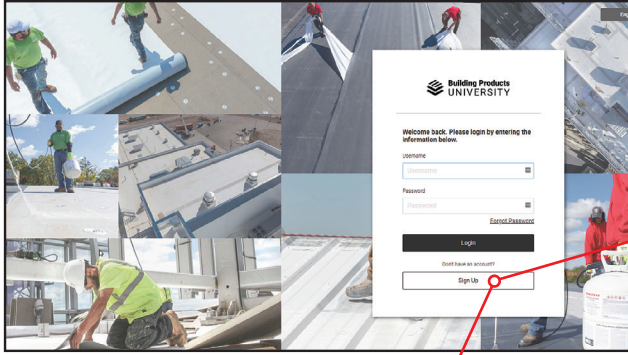 Building Products
UNIVERSITY
Welcome back. Please login by entering the
information below.
Username
Username
Password
Password
Forgot Password
Login
Don't have an account?
Sign Up